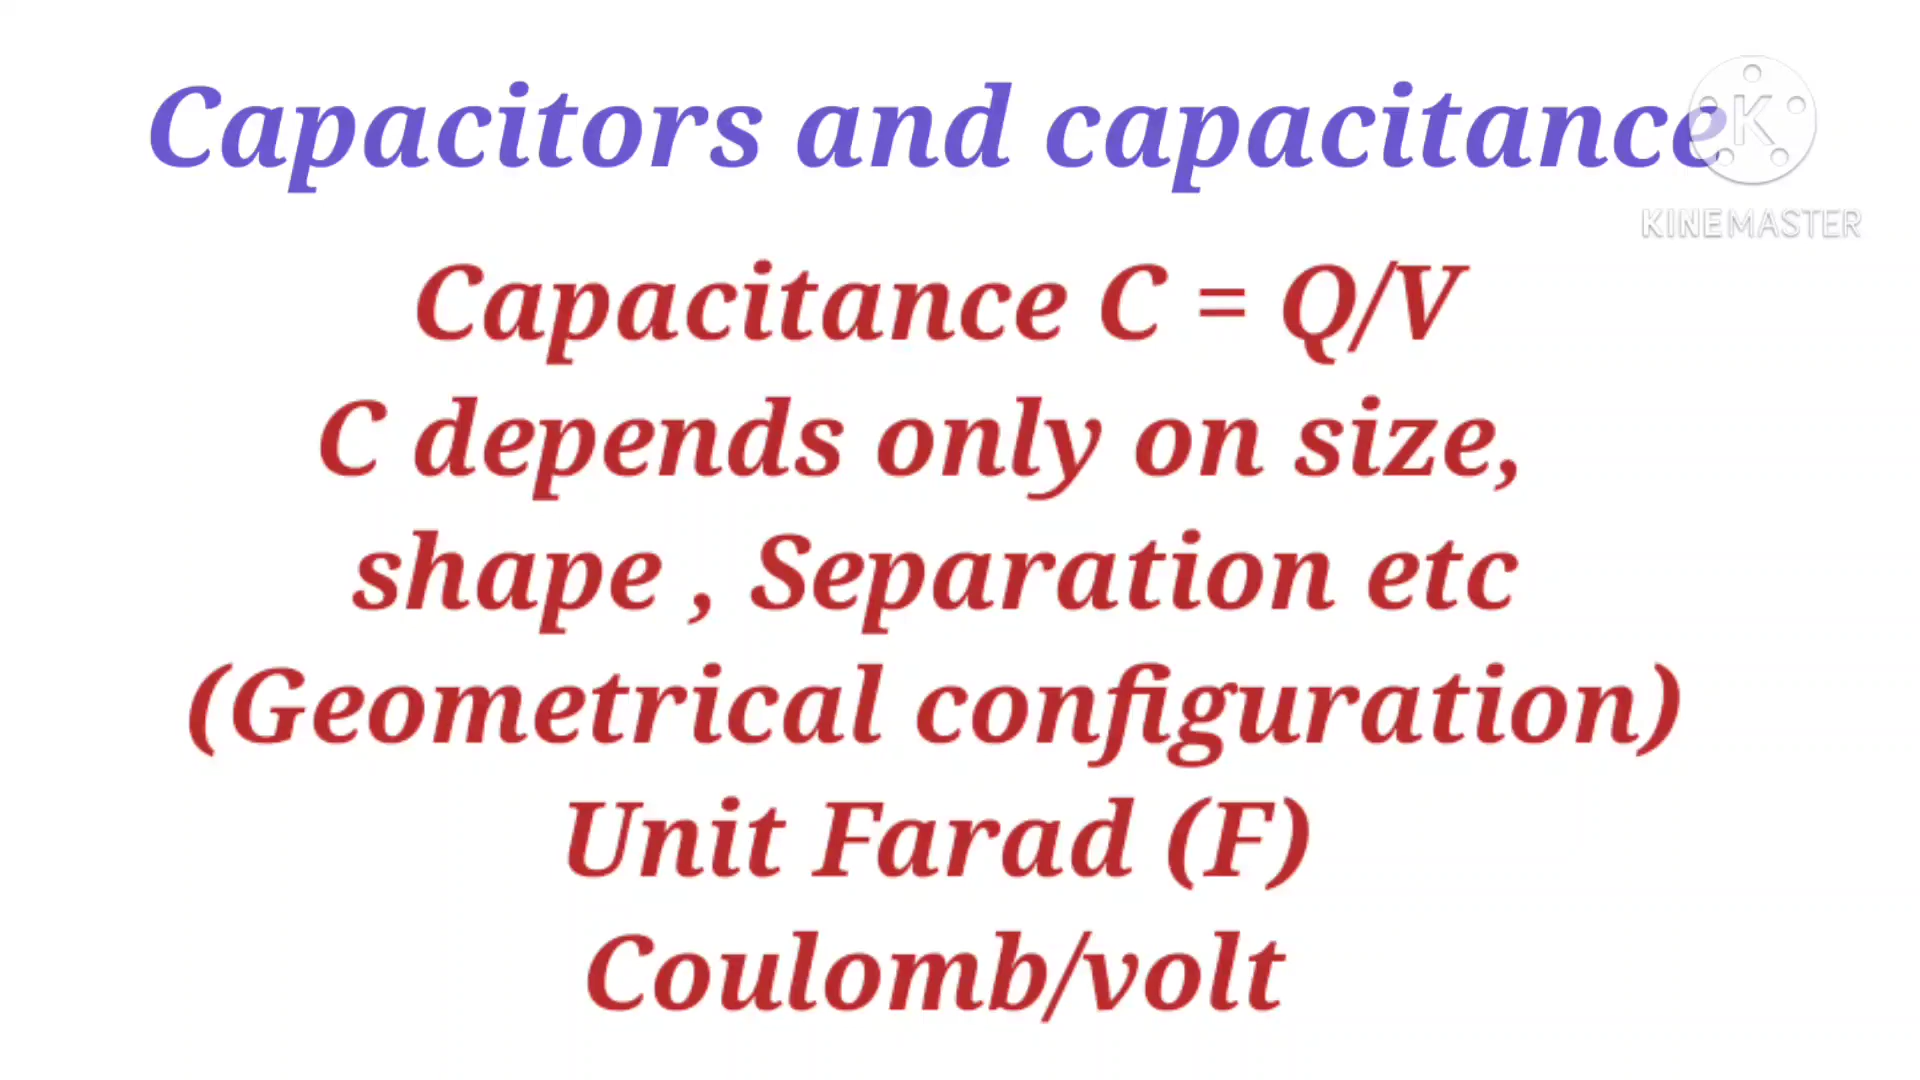 Capacitors and capacitance
KINEMASTER
Capacitance C = Q/V
C depends only on size,
shape , Separation etc
(Geometrical configuration)
Unit Farad (F)
Coulomb/volt